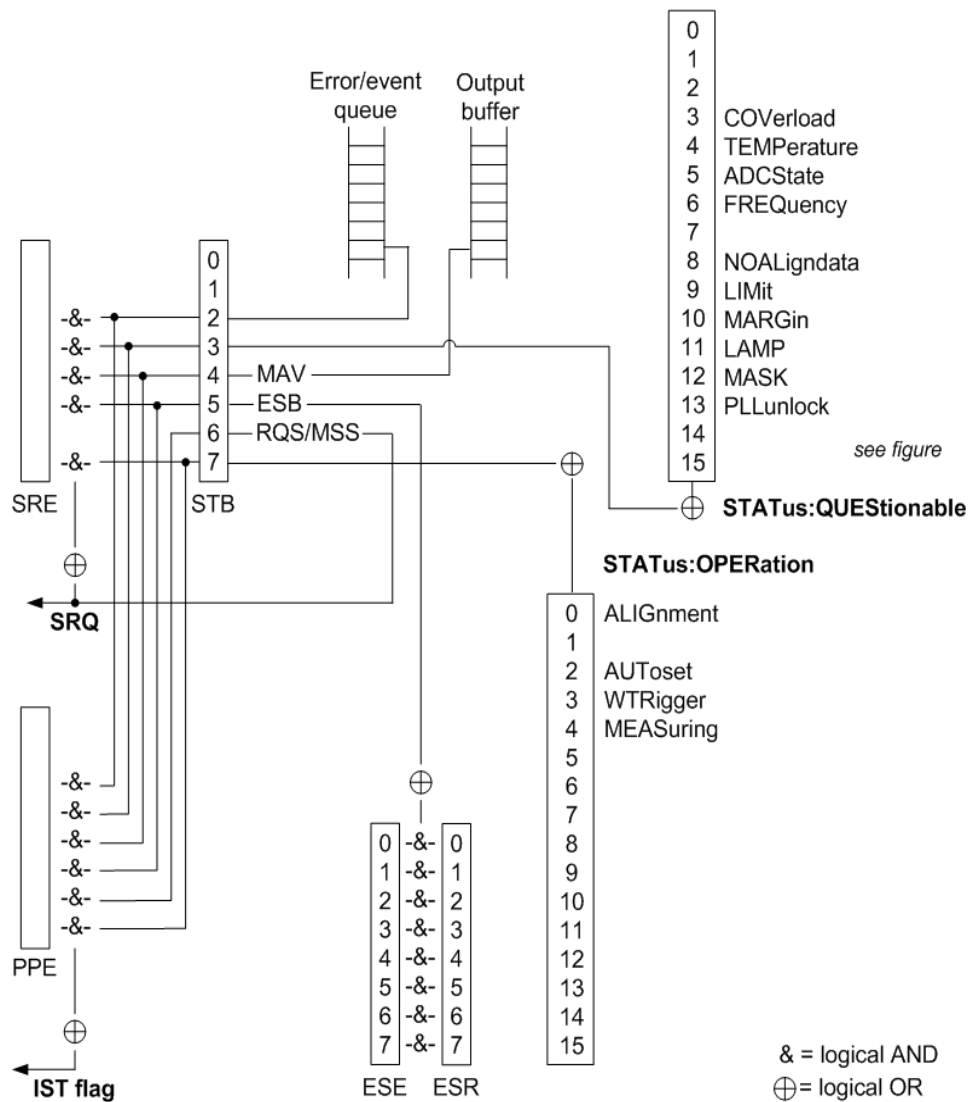 Error/event
queue
Output
buffer
0
1
2
3 COVerload
4 TEMPerature
5 ADCState
6 FREQuency
7
8 NOALigndata
9 LIMit
10 MARGin
11 LAMP
12 MASK
13 PLLunlock
14
15
see figure
STATus:QUEStionable
0
1
-&- 2
-&- 3
-&- 4 MAV
-&- 5 ESB
6 RQS/MSS
-&- 7
SRE
STB
SRQ
STATus:OPERation
0 ALIGnment
1
2 AUToset
3 WTRigger
4 MEASuring
5
6
7
8
9
10
11
12
13
14
15
-&-
-&-
-&-
-&-
-&-
-&-
PPE
IST flag
0 -&- 0
1 -&- 1
2 -&- 2
3 -&- 3
4 -&- 4
5 -&- 5
6 -&- 6
7 -&- 7
ESE ESR
& = logical AND
⊕ = logical OR